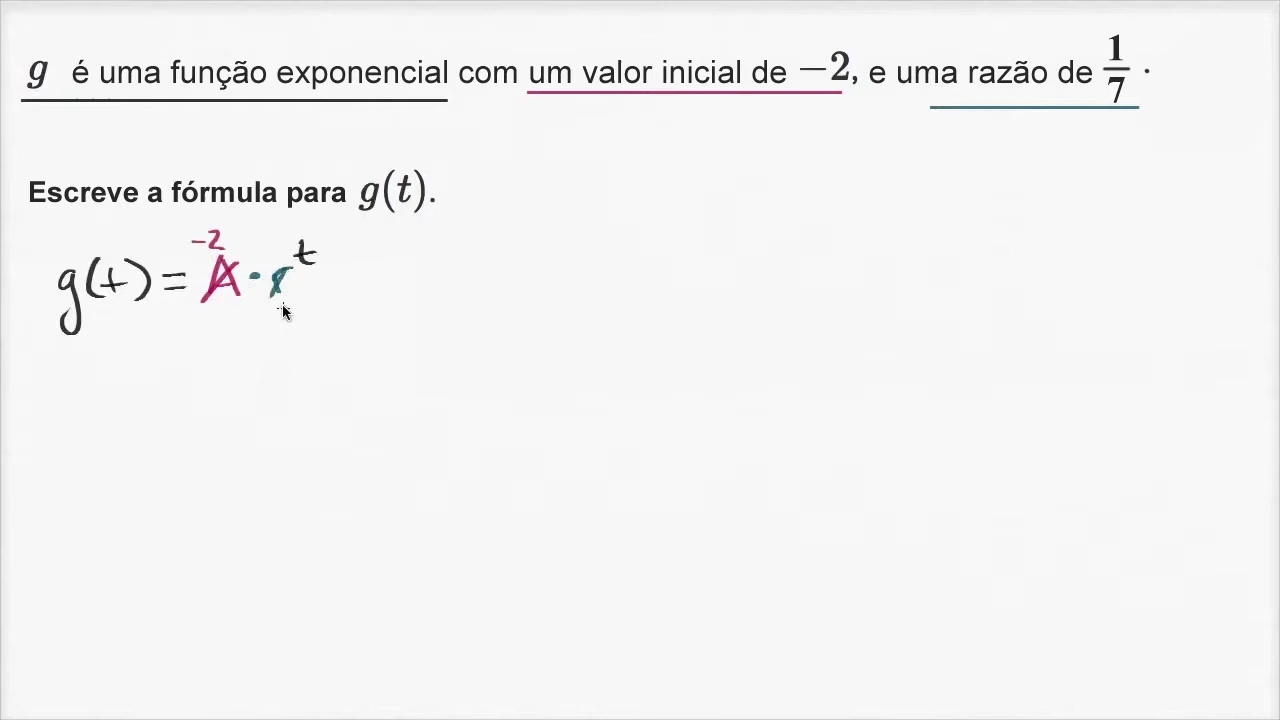 g é uma função exponencial com um valor inicial de −2, e uma razão de 1/7 .
Escreve a fórmula para g(t).
−2
g(t) = A · r^t